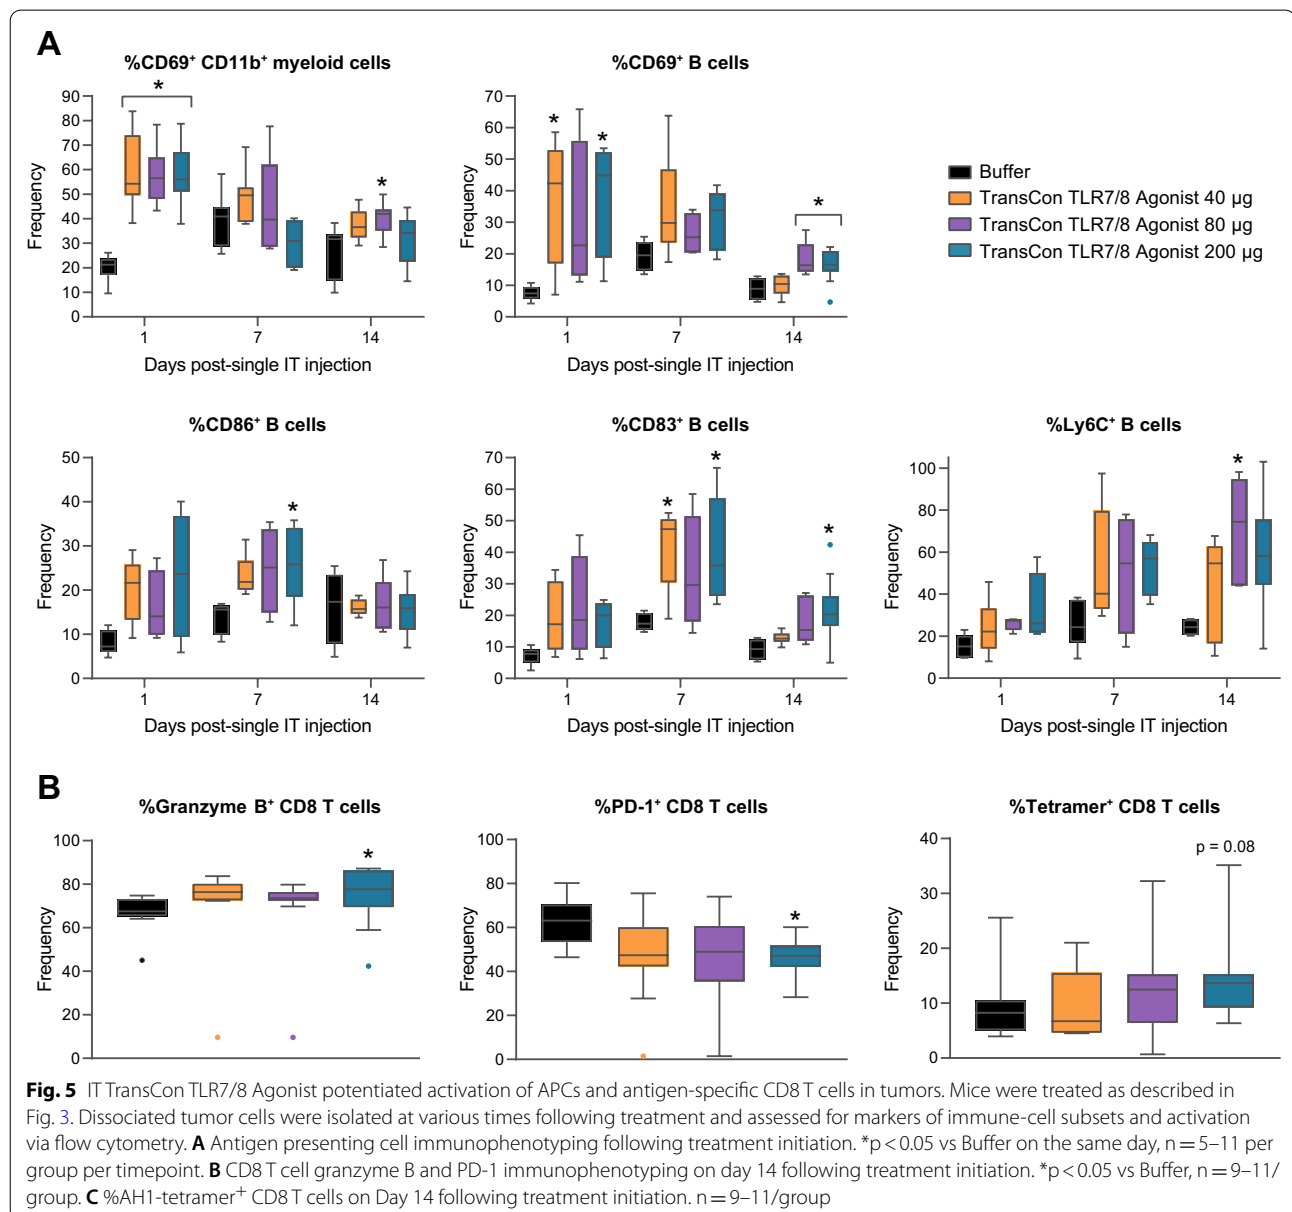 A
%CD69⁺ CD11b⁺ myeloid cells
90
80
70
60
50
40
30
20
10
0
Frequency
*
*
1
7
14
Days post-single IT injection
%CD69⁺ B cells
70
60
50
40
30
20
10
0
Frequency
*
*
*
1
7
14
Days post-single IT injection
Buffer
TransCon TLR7/8 Agonist 40 µg
TransCon TLR7/8 Agonist 80 µg
TransCon TLR7/8 Agonist 200 µg
%CD86⁺ B cells
50
40
30
20
10
0
Frequency
*
1
7
14
Days post-single IT injection
%CD83⁺ B cells
70
60
50
40
30
20
10
0
Frequency
*
*
*
1
7
14
Days post-single IT injection
%Ly6C⁺ B cells
100
80
60
40
20
0
Frequency
*
1
7
14
Days post-single IT injection
B
%Granzyme B⁺ CD8 T cells
100
80
60
40
20
0
Frequency
*
%PD-1⁺ CD8 T cells
100
80
60
40
20
0
Frequency
*
%Tetramer⁺ CD8 T cells
40
30
20
10
0
Frequency
p = 0.08
Fig. 5 IT TransCon TLR7/8 Agonist potentiated activation of APCs and antigen-specific CD8 T cells in tumors. Mice were treated as described in
Fig. 3. Dissociated tumor cells were isolated at various times following treatment and assessed for markers of immune-cell subsets and activation
via flow cytometry. A Antigen presenting cell immunophenotyping following treatment initiation. *p < 0.05 vs Buffer on the same day, n = 5–11 per
group per timepoint. B CD8 T cell granzyme B and PD-1 immunophenotyping on day 14 following treatment initiation. *p < 0.05 vs Buffer, n = 9–11/
group. C %AH1-tetramer⁺ CD8 T cells on Day 14 following treatment initiation. n = 9–11/group